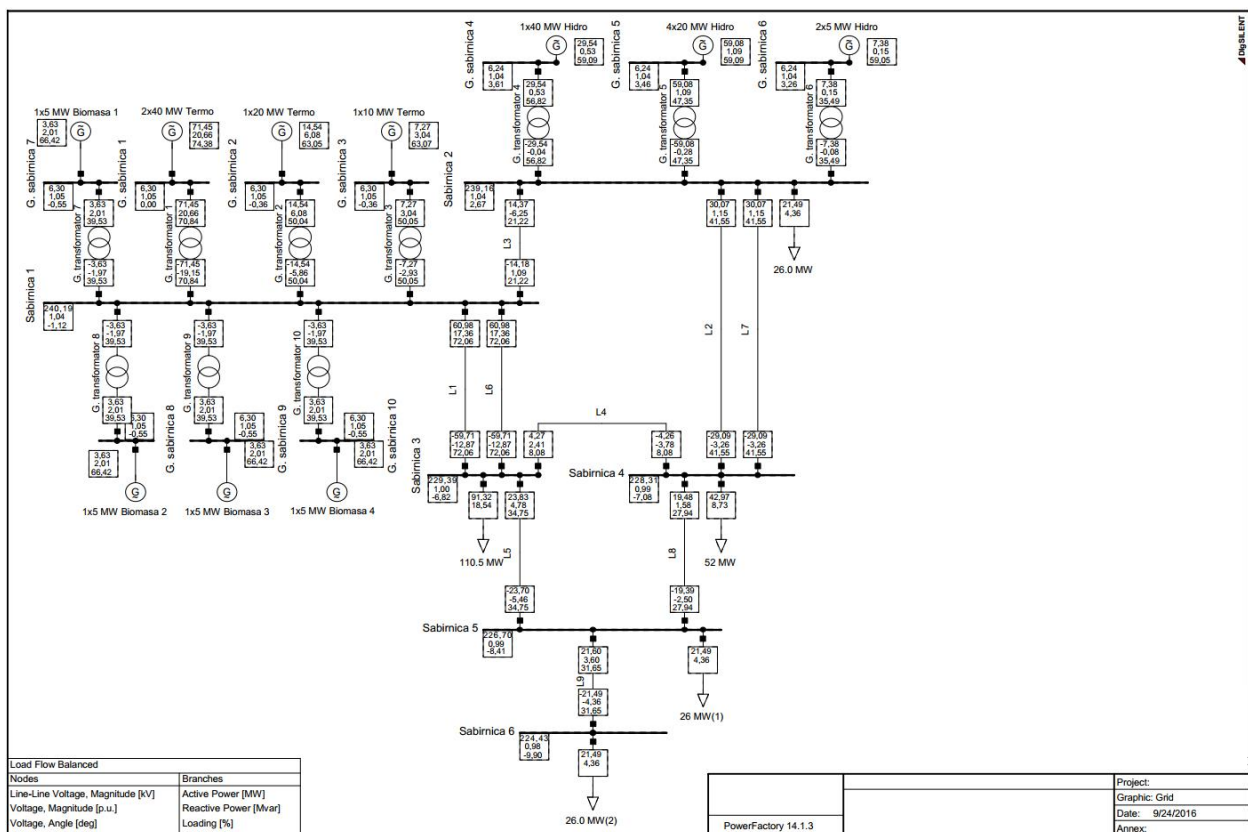 DIgSILENT
G. sabirnica 4
1x40 MW Hidro
G̃
29,54
0,53
59,09
G. sabirnica 5
4x20 MW Hidro
G̃
59,08
1,09
59,09
G. sabirnica 6
2x5 MW Hidro
G̃
7,38
0,15
59,05
6,24
1,04
3,61
29,54
0,53
56,82
G. transformator 4
-29,54
-0,04
56,82
6,24
1,04
3,46
59,08
1,09
47,35
G. transformator 5
-59,08
-0,28
47,35
6,24
1,04
3,26
7,38
0,15
35,49
G. transformator 6
-7,38
-0,08
35,49
1x5 MW Biomasa 1
3,63
2,01
66,42
G̃
2x40 MW Termo
G̃
71,45
20,66
74,38
1x20 MW Termo
G̃
14,54
6,08
63,05
1x10 MW Termo
G̃
7,27
3,04
63,07
G. sabirnica 7
G. sabirnica 1
G. sabirnica 2
G. sabirnica 3
Sabirnica 2
6,30
1,05
-0,55
3,63
2,01
39,53
G. transformator 7
-3,63
-1,97
39,53
6,30
1,05
0,00
71,45
20,66
70,84
G. transformator 1
-71,45
-19,15
70,84
6,30
1,05
-0,36
14,54
6,08
50,04
G. transformator 2
-14,54
-5,86
50,04
6,30
1,05
-0,36
7,27
3,04
50,05
G. transformator 3
-7,27
-2,93
50,05
239,16
1,04
2,67
14,37
-6,25
21,22
L3
-14,18
1,09
21,22
30,07
1,15
41,55
30,07
1,15
41,55
21,49
4,36
26.0 MW
Sabirnica 1
240,19
1,04
-1,12
-3,63
-1,97
39,53
G. transformator 8
3,63
2,01
39,53
-3,63
-1,97
39,53
G. transformator 9
3,63
2,01
39,53
-3,63
-1,97
39,53
G. transformator 10
3,63
2,01
39,53
60,98
17,36
72,06
60,98
17,36
72,06
L1
L6
L2
L7
L4
6,30
1,05
-0,55
G. sabirnica 8
6,30
1,05
-0,55
G. sabirnica 9
6,30
1,05
-0,55
G. sabirnica 10
3,63
2,01
66,42
3,63
2,01
66,42
3,63
2,01
66,42
G̃
G̃
G̃
1x5 MW Biomasa 2
1x5 MW Biomasa 3
1x5 MW Biomasa 4
-59,71
-12,87
72,06
-59,71
-12,87
72,06
4,27
2,41
8,08
-4,26
-3,78
8,08
-29,09
-3,26
41,55
-29,09
-3,26
41,55
Sabirnica 3
229,39
1,00
-6,82
91,32
18,54
110.5 MW
23,83
4,78
34,75
L5
-23,70
-5,46
34,75
Sabirnica 4
228,31
0,99
-7,08
19,48
1,58
27,94
L8
-19,39
-2,50
27,94
42,97
8,73
52 MW
Sabirnica 5
226,70
0,99
-8,41
21,60
3,60
31,65
L9
-21,49
-4,36
31,65
21,49
4,36
26 MW(1)
Sabirnica 6
224,43
0,98
-9,90
21,49
4,36
26.0 MW(2)
Load Flow Balanced
Nodes
Branches
Line-Line Voltage, Magnitude [kV]
Active Power [MW]
Voltage, Magnitude [p.u.]
Reactive Power [Mvar]
Voltage, Angle [deg]
Loading [%]
PowerFactory 14.1.3
Project:
Graphic: Grid
Date: 9/24/2016
Annex: